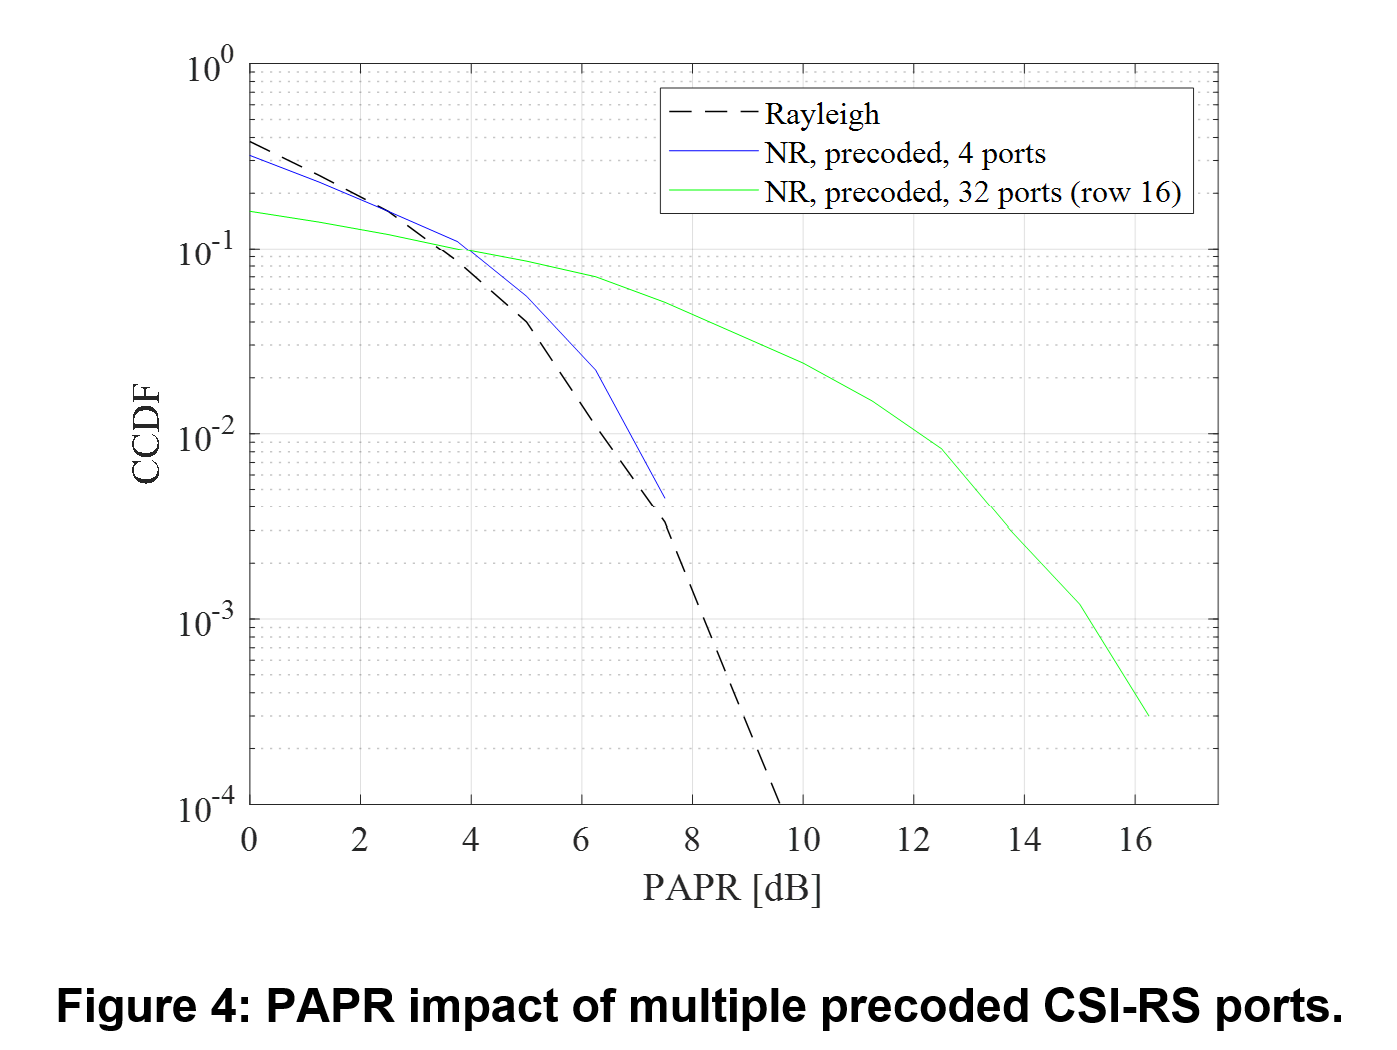 10^0
10^-1
10^-2
10^-3
10^-4
CCDF
Rayleigh
NR, precoded, 4 ports
NR, precoded, 32 ports (row 16)
0 2 4 6 8 10 12 14 16
PAPR [dB]
Figure 4: PAPR impact of multiple precoded CSI-RS ports.